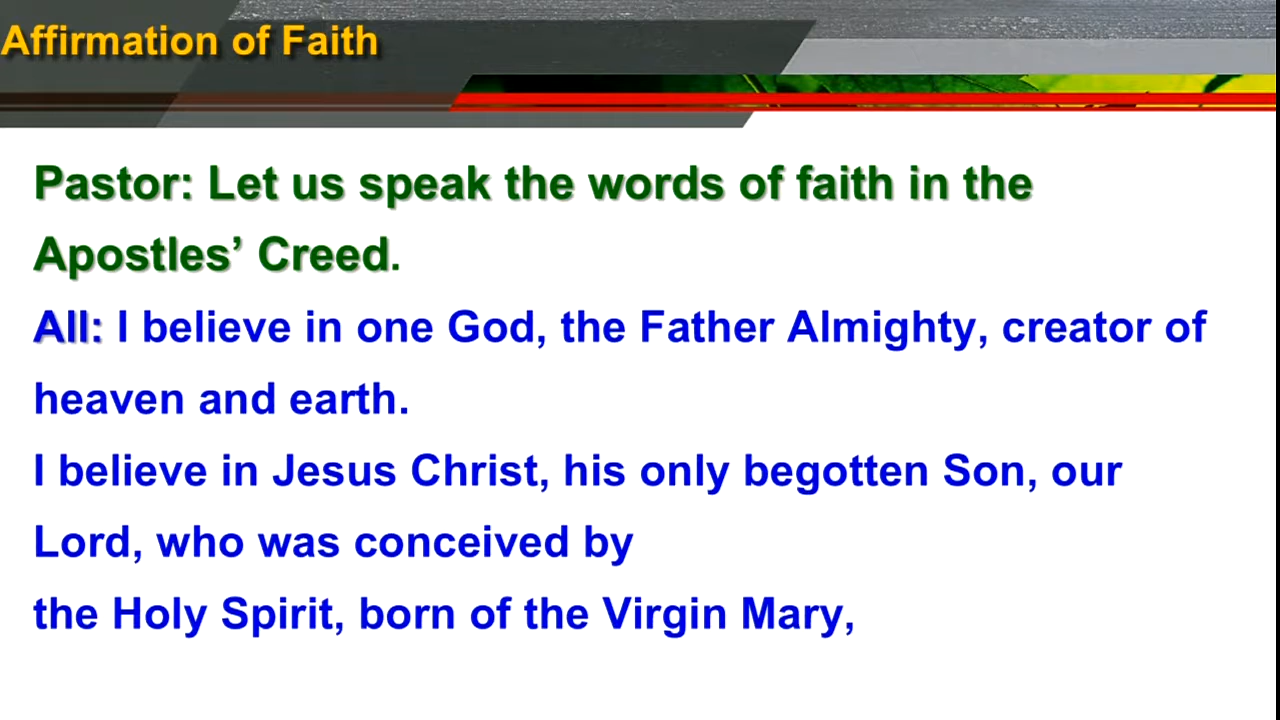 Affirmation of Faith
Pastor: Let us speak the words of faith in the
Apostles’ Creed.
All: I believe in one God, the Father Almighty, creator of
heaven and earth.
I believe in Jesus Christ, his only begotten Son, our
Lord, who was conceived by
the Holy Spirit, born of the Virgin Mary,